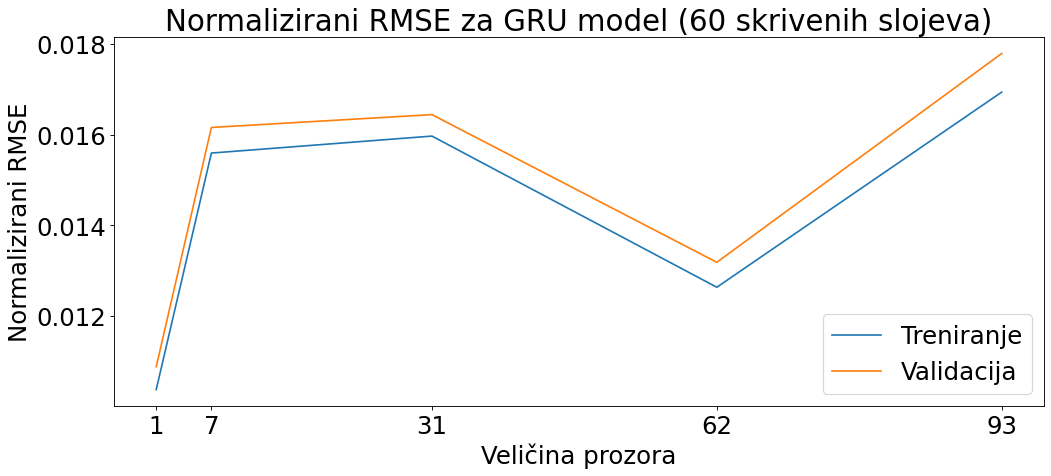 Normalizirani RMSE za GRU model (60 skrivenih slojeva)
Normalizirani RMSE
0.018
0.016
0.014
0.012
Treniranje
Validacija
1 7 31 62 93
Veličina prozora